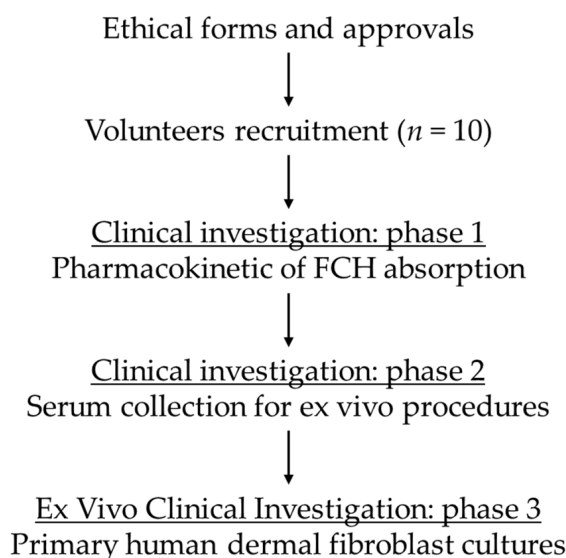 Ethical forms and approvals
Volunteers recruitment (n = 10)
Clinical investigation: phase 1
Pharmacokinetic of FCH absorption
Clinical investigation: phase 2
Serum collection for ex vivo procedures
Ex Vivo Clinical Investigation: phase 3
Primary human dermal fibroblast cultures